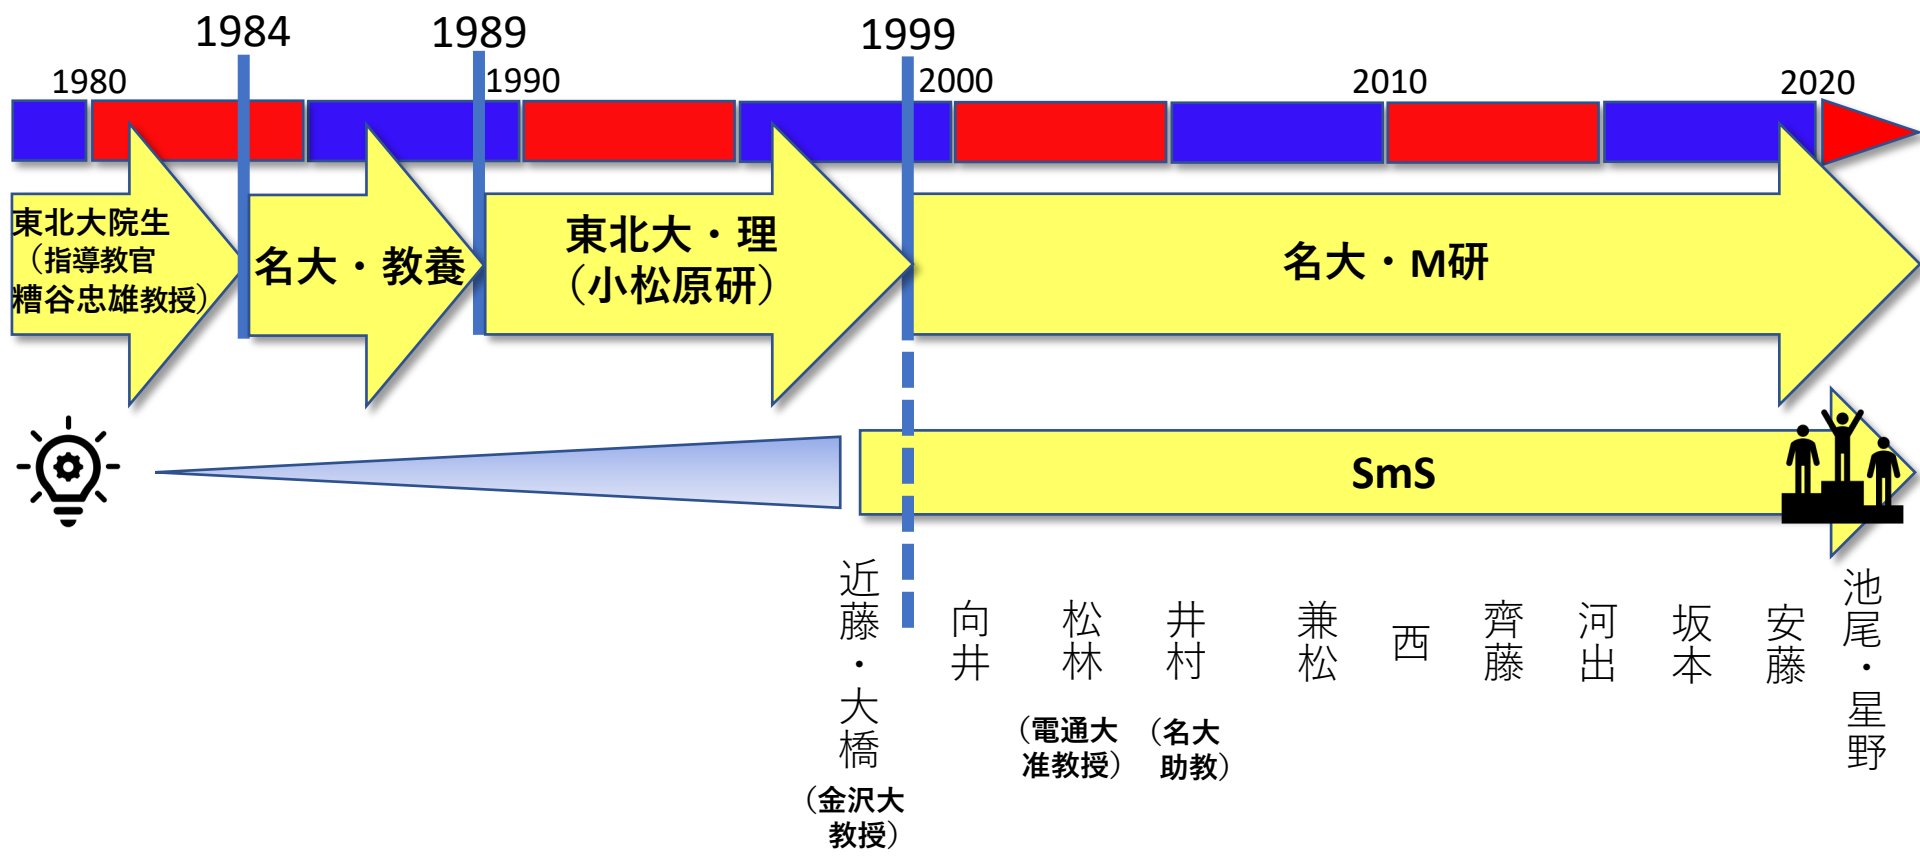 1984
1989
1999
1980
1990
2000
2010
2020
東北大院生
（指導教官
糟谷忠雄教授）
名大・教養
東北大・理
（小松原研）
名大・M研
SmS
近藤・大橋
（金沢大
教授）
向井
松林
（電通大
准教授）
井村
（名大
助教）
兼松
西
齊藤
河出
坂本
安藤
池尾・星野